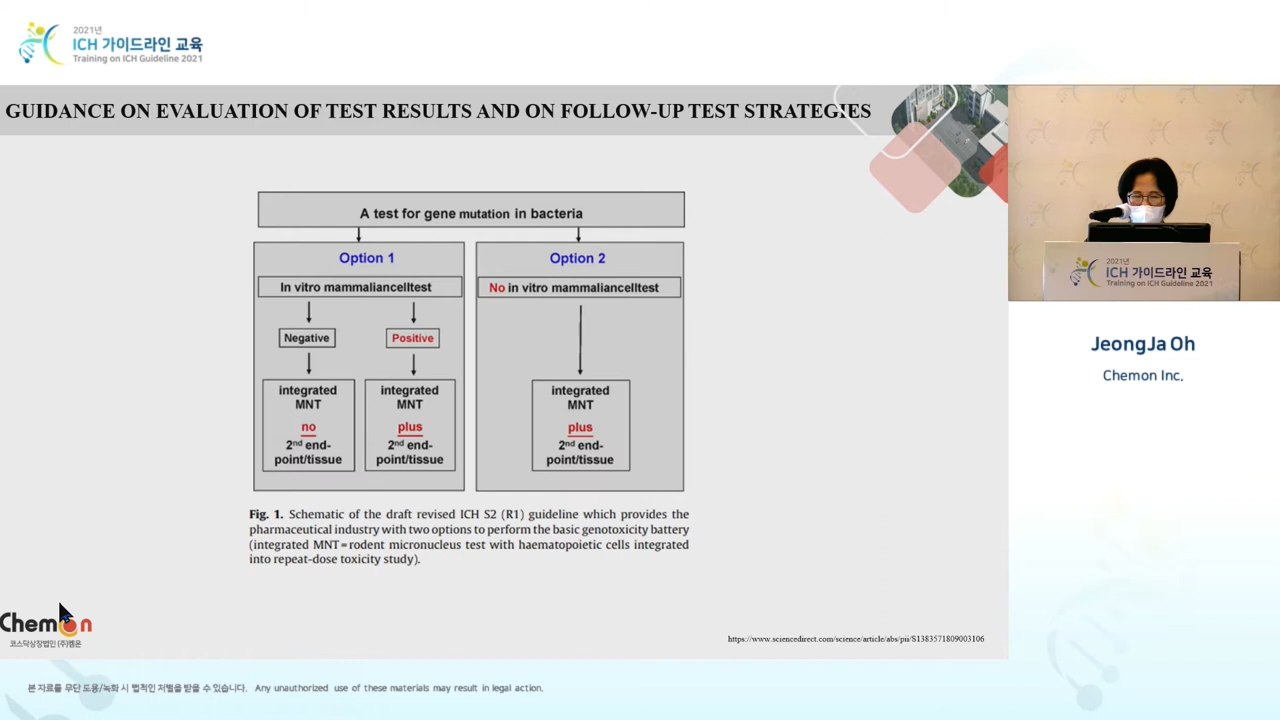 2021년
ICH 가이드라인 교육
Training on ICH Guideline 2021
GUIDANCE ON EVALUATION OF TEST RESULTS AND ON FOLLOW-UP TEST STRATEGIES
A test for gene mutation in bacteria
Option 1
In vitro mammaliancelltest
Negative
Positive
integrated
MNT
no
2nd end-
point/tissue
integrated
MNT
plus
2nd end-
point/tissue
Option 2
No in vitro mammaliancelltest
integrated
MNT
plus
2nd end-
point/tissue
Fig. 1. Schematic of the draft revised ICH S2 (R1) guideline which provides the
pharmaceutical industry with two options to perform the basic genotoxicity battery
(integrated MNT=rodent micronucleus test with haematopoietic cells integrated
into repeat-dose toxicity study).
Chemon
코스닥상장법인 (주)켐온
https://www.sciencedirect.com/science/article/abs/pii/S1383571809003106
2021년
ICH 가이드라인 교육
Training on ICH Guideline 2021
JeongJa Oh
Chemon Inc.
본 자료를 무단 도용/녹화 시 법적인 처벌을 받을 수 있습니다. Any unauthorized use of these materials may result in legal action.